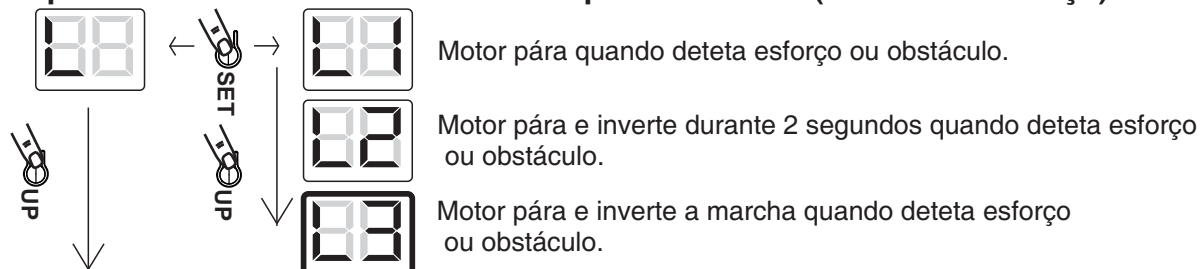 L
SET
L1
Motor pára quando deteta esforço ou obstáculo.
UP
UP
L2
Motor pára e inverte durante 2 segundos quando deteta esforço
ou obstáculo.
L3
Motor pára e inverte a marcha quando deteta esforço
ou obstáculo.